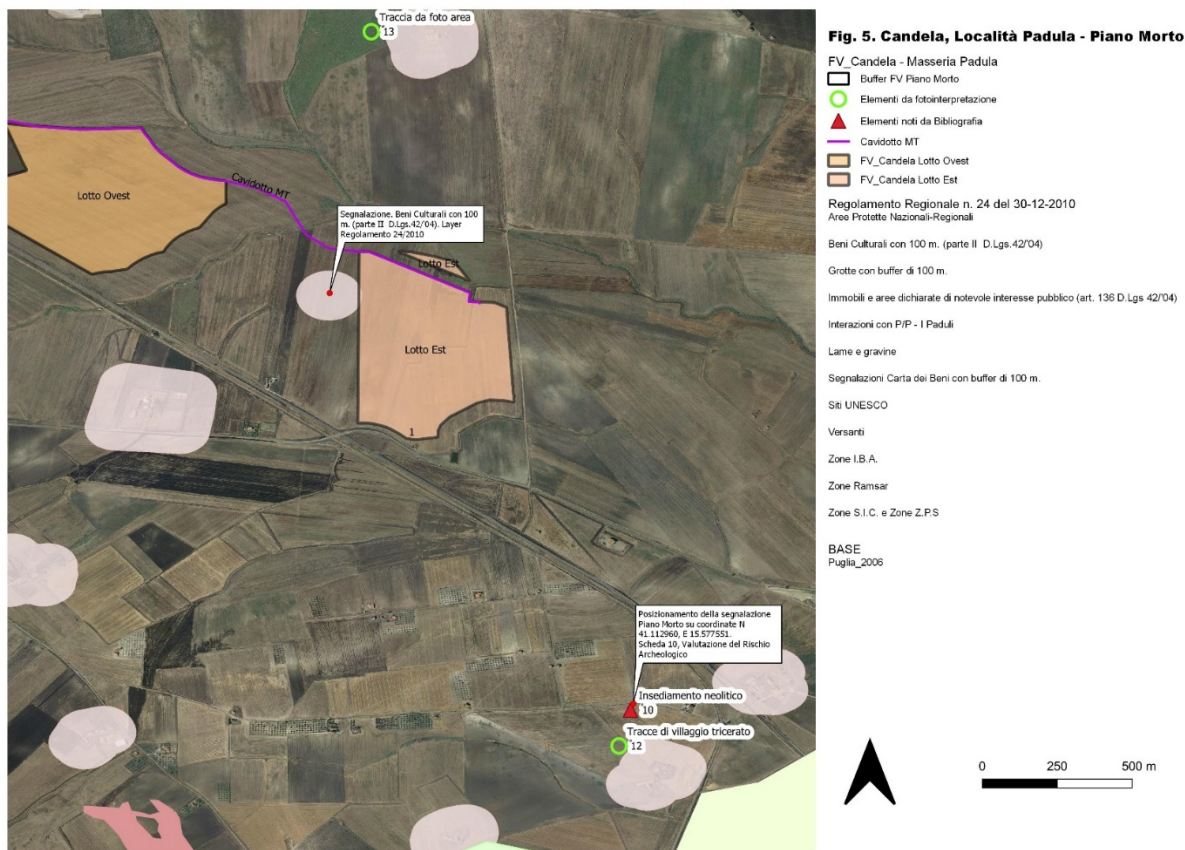 Traccia da foto area
13
Lotto Ovest
Cavidotto MT
Segnalazione. Beni Culturali con 100
m. (parte II D.Lgs.42/'04). Layer
Regolamento 24/2010
Lotto Est
Lotto Est
1
Posizionamento della segnalazione
Piano Morto su coordinate N
41.112960, E 15.577551.
Scheda 10, Valutazione del Rischio
Archeologico
Insediamento neolitico
10
Tracce di villaggio tricerato
12
Fig. 5. Candela, Località Padula - Piano Morto
FV_Candela - Masseria Padula
Buffer FV Piano Morto
Elementi da fotointerpretazione
Elementi noti da Bibliografia
Cavidotto MT
FV_Candela Lotto Ovest
FV_Candela Lotto Est
Regolamento Regionale n. 24 del 30-12-2010
Aree Protette Nazionali-Regionali
Beni Culturali con 100 m. (parte II D.Lgs.42/'04)
Grotte con buffer di 100 m.
Immobili e aree dichiarate di notevole interesse pubblico (art. 136 D.Lgs 42/'04)
Interazioni con P/P - I Paduli
Lame e gravine
Segnalazioni Carta dei Beni con buffer di 100 m.
Siti UNESCO
Versanti
Zone I.B.A.
Zone Ramsar
Zone S.I.C. e Zone Z.P.S
BASE
Puglia_2006
0 250 500 m